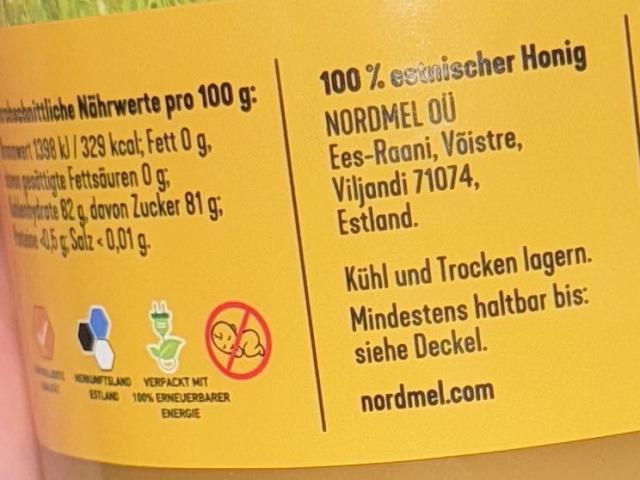 Nährwerte pro 100 g:
1398 kJ / 329 kcal; Fett 0 g,
gesättigte Fettsäuren 0 g;
82 g, davon Zucker 81 g;
<0,5 g; Salz < 0,01 g.
HERKUNFTSLAND
ESTLAND
VERPACKT MIT
100% ERNEUERBARER
ENERGIE
100 % estnischer Honig
NORDMEL OÜ
Ees-Raani, Võistre,
Viljandi 71074,
Estland.
Kühl und Trocken lagern.
Mindestens haltbar bis:
siehe Deckel.
nordmel.com